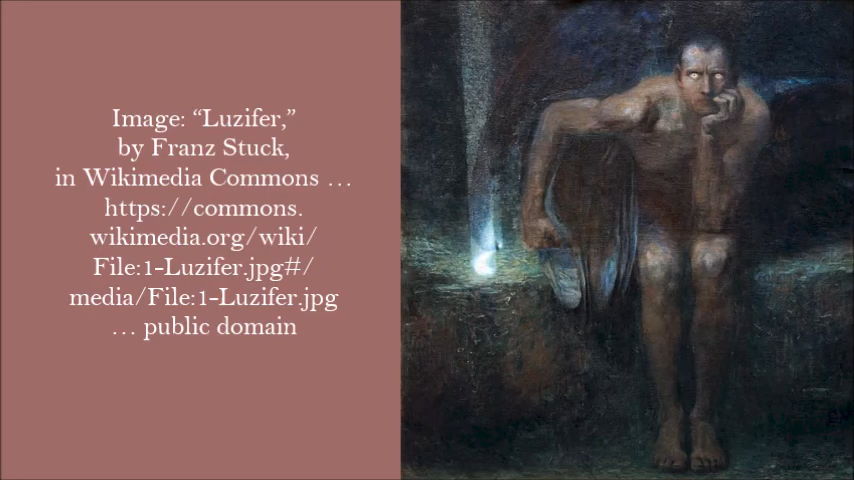 Image: “Luzifer,”
by Franz Stuck,
in Wikimedia Commons …
https://commons.
wikimedia.org/wiki/
File:1-Luzifer.jpg#/
media/File:1-Luzifer.jpg
… public domain